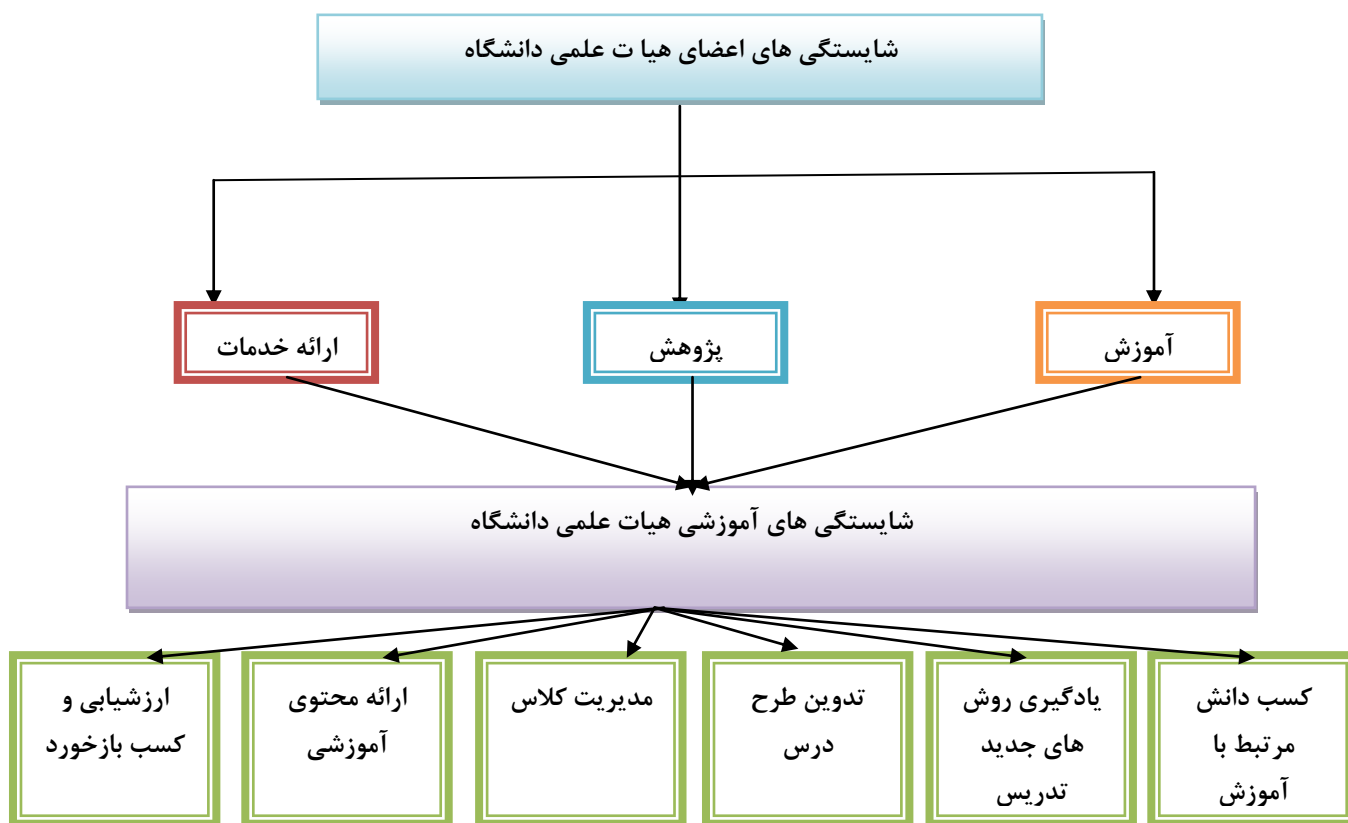 شایستگی های اعضای هیا ت علمی دانشگاه
آموزش
پژوهش
ارائه خدمات
شایستگی های آموزشی هیات علمی دانشگاه
کسب دانش
مرتبط با
آموزش
یادگیری روش
های جدید
تدریس
تدوین طرح
درس
مدیریت کلاس
ارائه محتوی
آموزشی
ارزشیابی و
کسب بازخورد